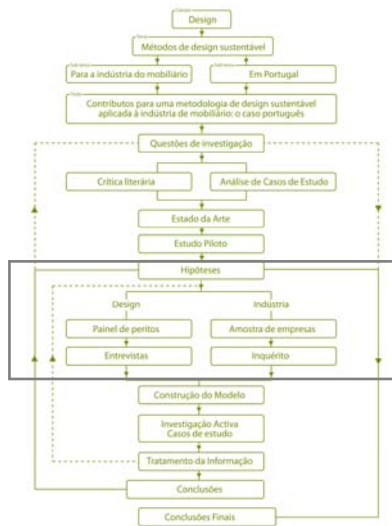 Design
Métodos de design sustentável
Para a indústria do mobiliário
Em Portugal
Contributos para uma metodologia de design sustentável
aplicada à indústria de mobiliário: o caso português
Questões de investigação
Crítica literária
Análise de Casos de Estudo
Estado da Arte
Estudo Piloto
Hipóteses
Design
Indústria
Painel de peritos
Amostra de empresas
Entrevistas
Inquérito
Construção do Modelo
Investigação Activa
Casos de estudo
Tratamento da Informação
Conclusões
Conclusões Finais